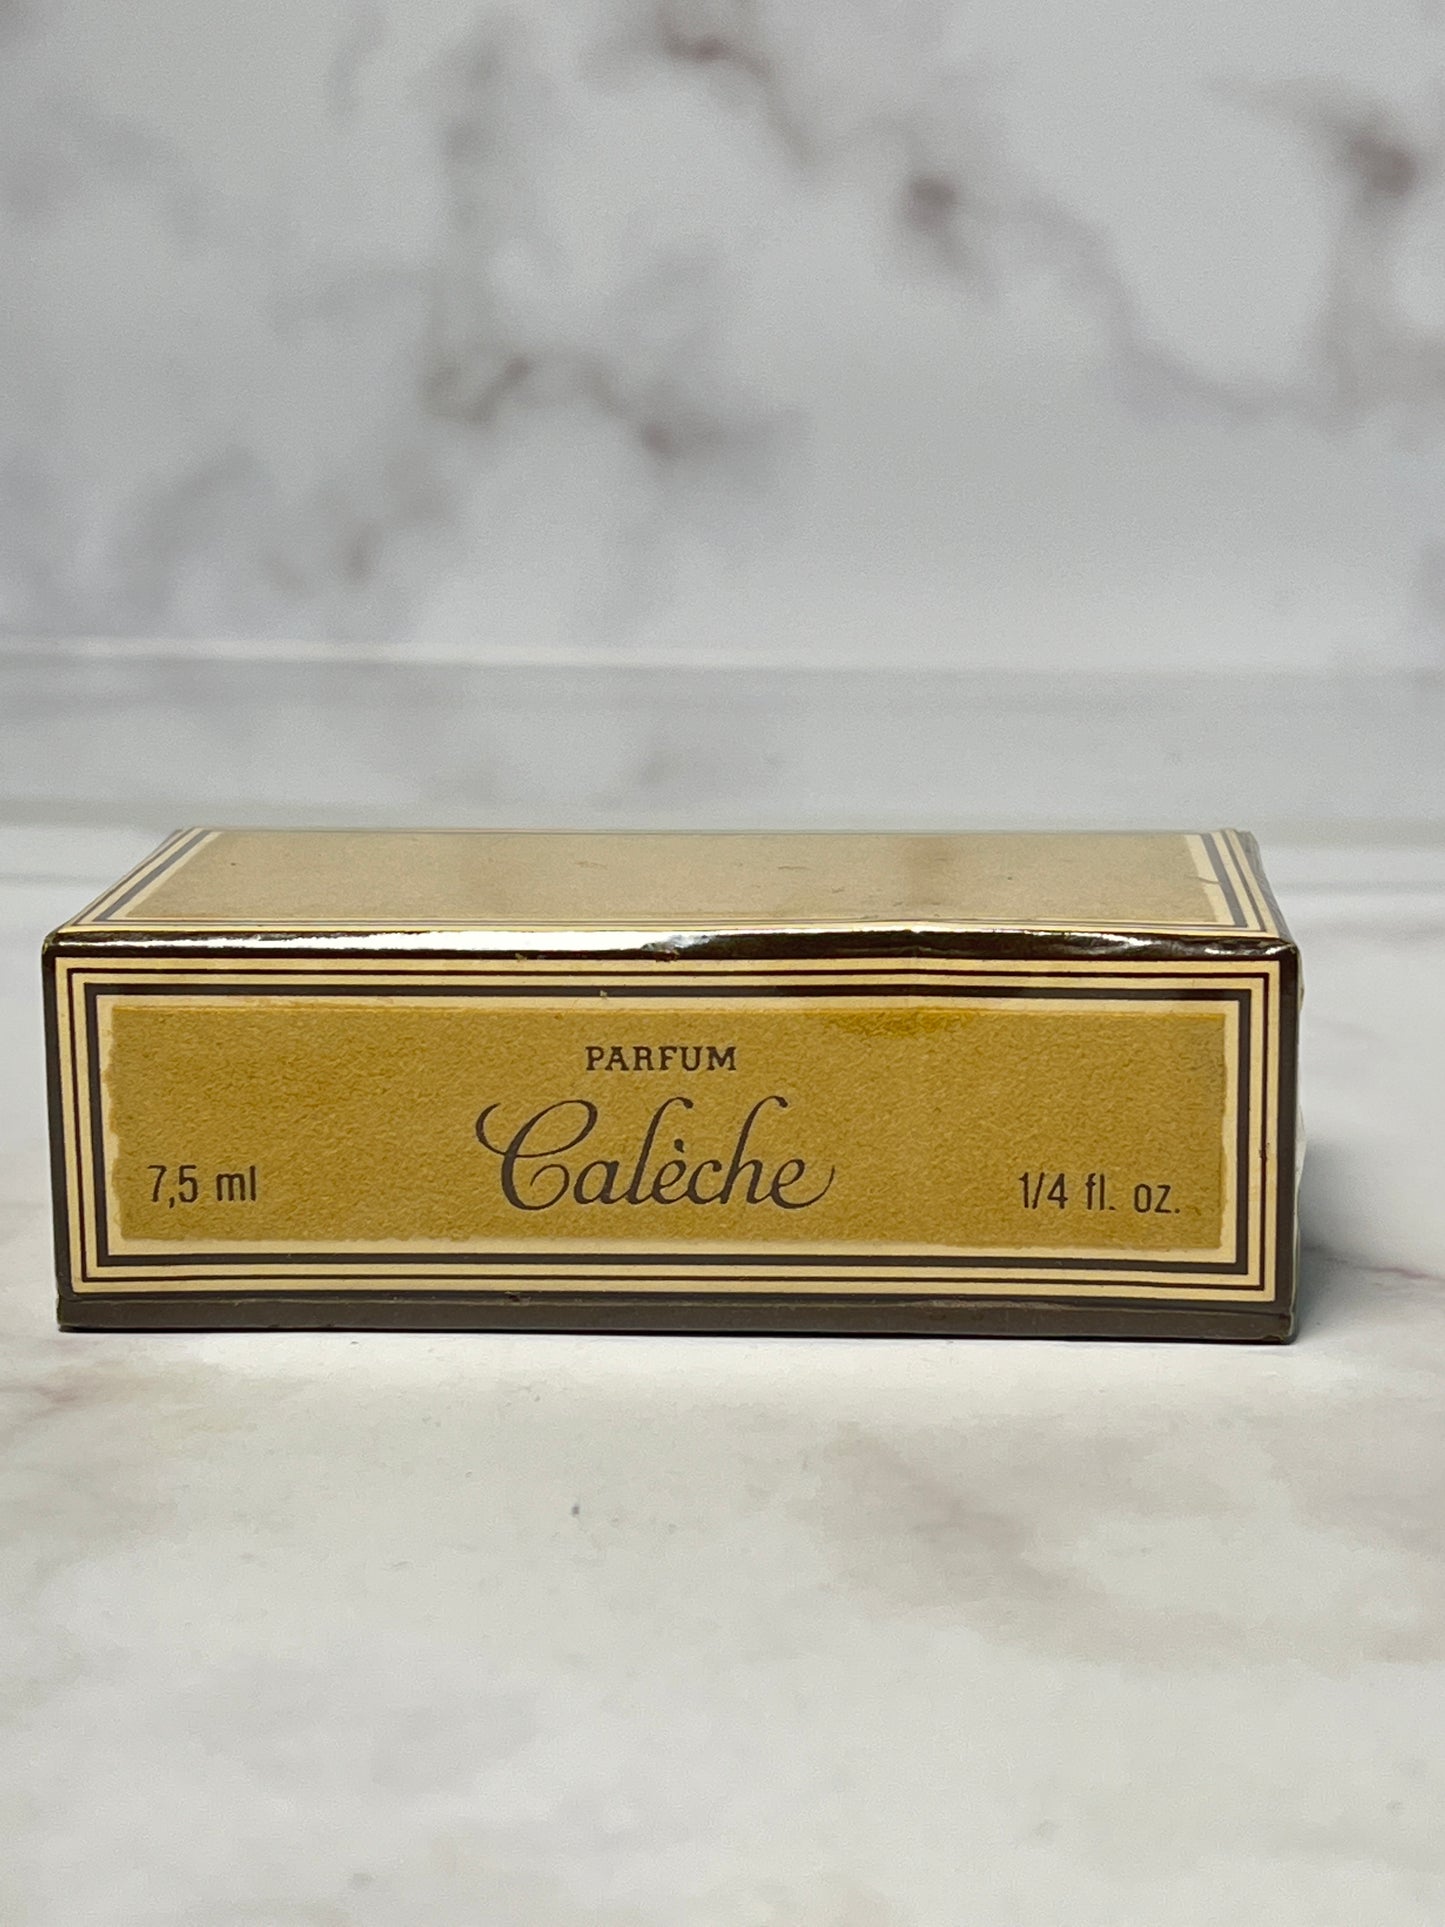 PARFUM
Calèche
7,5 ml
1/4 fl. oz.